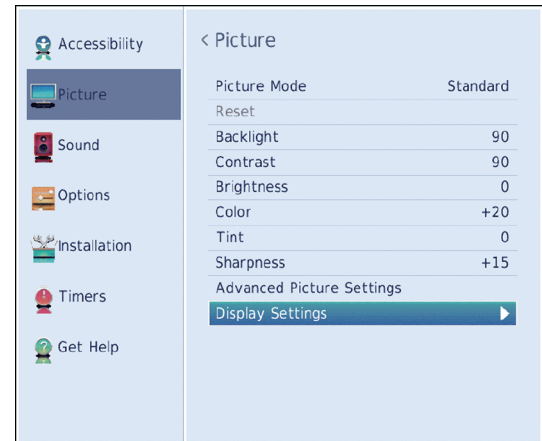 Accessibility
Picture
Sound
Options
Installation
Timers
Get Help
< Picture
Picture Mode Standard
Reset
Backlight 90
Contrast 90
Brightness 0
Color +20
Tint 0
Sharpness +15
Advanced Picture Settings
Display Settings